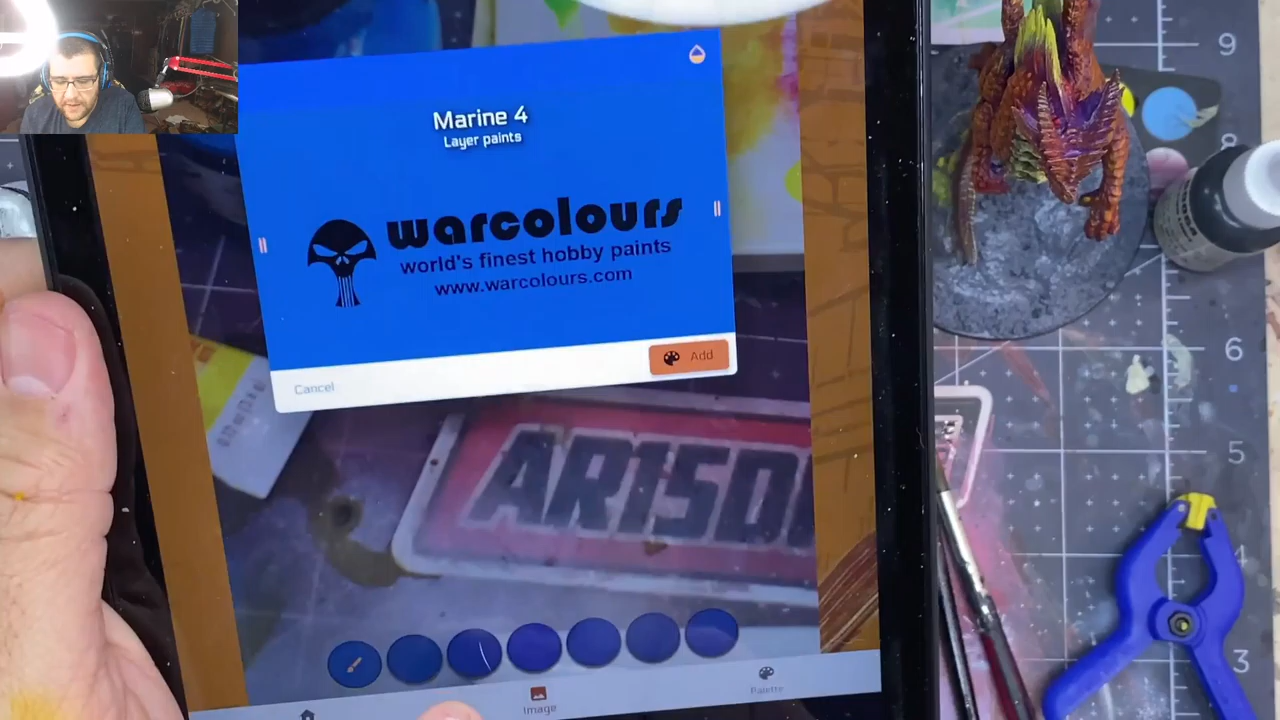 Marine 4
Layer paints
warcolours
world's finest hobby paints
www.warcolours.com
Cancel
Add
Image
Palette
9
8
6
5
4
3